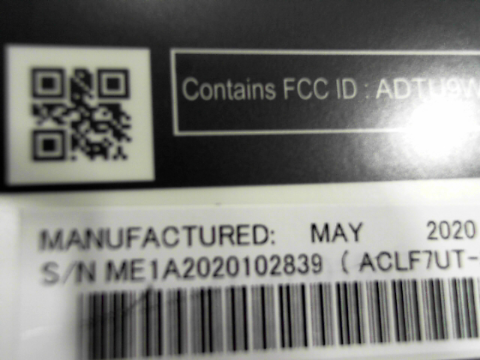 Contains FCC ID : ADTU9W
MANUFACTURED: MAY 2020
S/N ME1A2020102839 ( ACLF7UT-